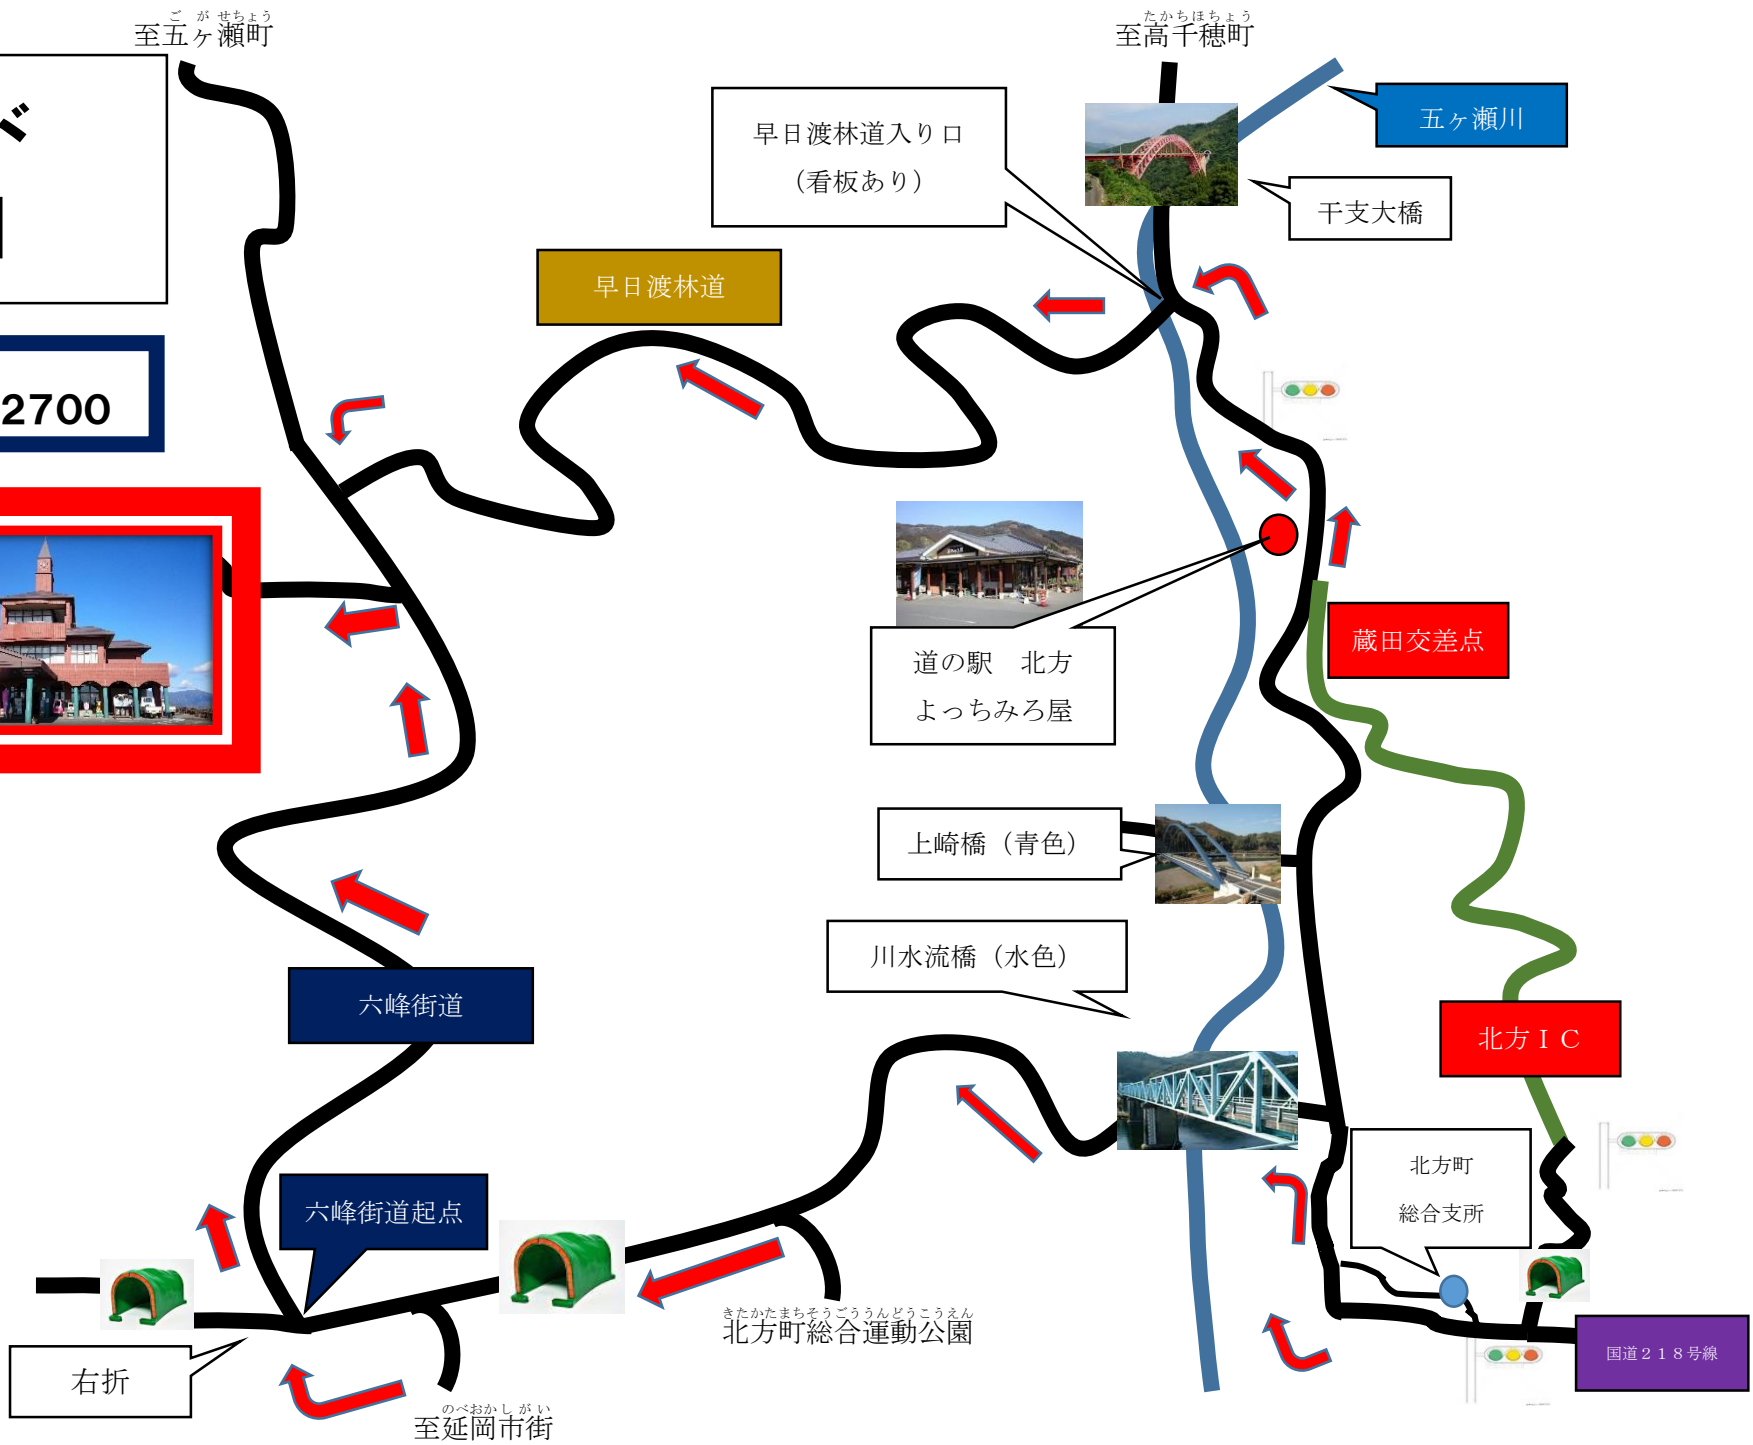 至五ヶ瀬町
ご が せちょう
至高千穂町
たかちほちょう
五ヶ瀬川
早日渡林道入り口
（看板あり）
干支大橋
早日渡林道
2700
道の駅　北方
よっちみろ屋
蔵田交差点
上崎橋（青色）
川水流橋（水色）
六峰街道
北方ＩＣ
北方町
総合支所
六峰街道起点
きたかたまちそうごううんどうこうえん
北方町総合運動公園
国道２１８号線
右折
のべおかし がい
至延岡市街